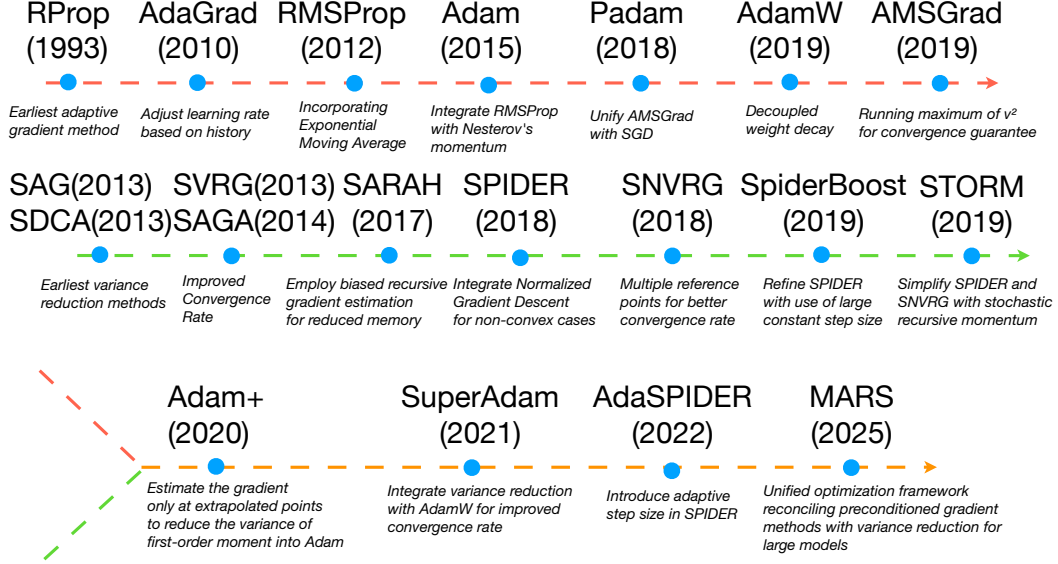 RProp
(1993)
Earliest adaptive
gradient method
AdaGrad
(2010)
Adjust learning rate
based on history
RMSProp
(2012)
Incorporating
Exponential
Moving Average
Adam
(2015)
Integrate RMSProp
with Nesterov's
momentum
Padam
(2018)
Unify AMSGrad
with SGD
AdamW
(2019)
Decoupled
weight decay
AMSGrad
(2019)
Running maximum of v²
for convergence guarantee
SAG(2013)
SDCA(2013)
Earliest variance
reduction methods
SVRG(2013)
SAGA(2014)
Improved
Convergence
Rate
SARAH
(2017)
Employ biased recursive
gradient estimation
for reduced memory
SPIDER
(2018)
Integrate Normalized
Gradient Descent
for non-convex cases
SNVRG
(2018)
Multiple reference
points for better
convergence rate
SpiderBoost
(2019)
Refine SPIDER
with use of large
constant step size
STORM
(2019)
Simplify SPIDER and
SNVRG with stochastic
recursive momentum
Adam+
(2020)
Estimate the gradient
only at extrapolated points
to reduce the variance of
first-order moment into Adam
SuperAdam
(2021)
Integrate variance reduction
with AdamW for improved
convergence rate
AdaSPIDER
(2022)
Introduce adaptive
step size in SPIDER
MARS
(2025)
Unified optimization framework
reconciling preconditioned gradient
methods with variance reduction for
large models